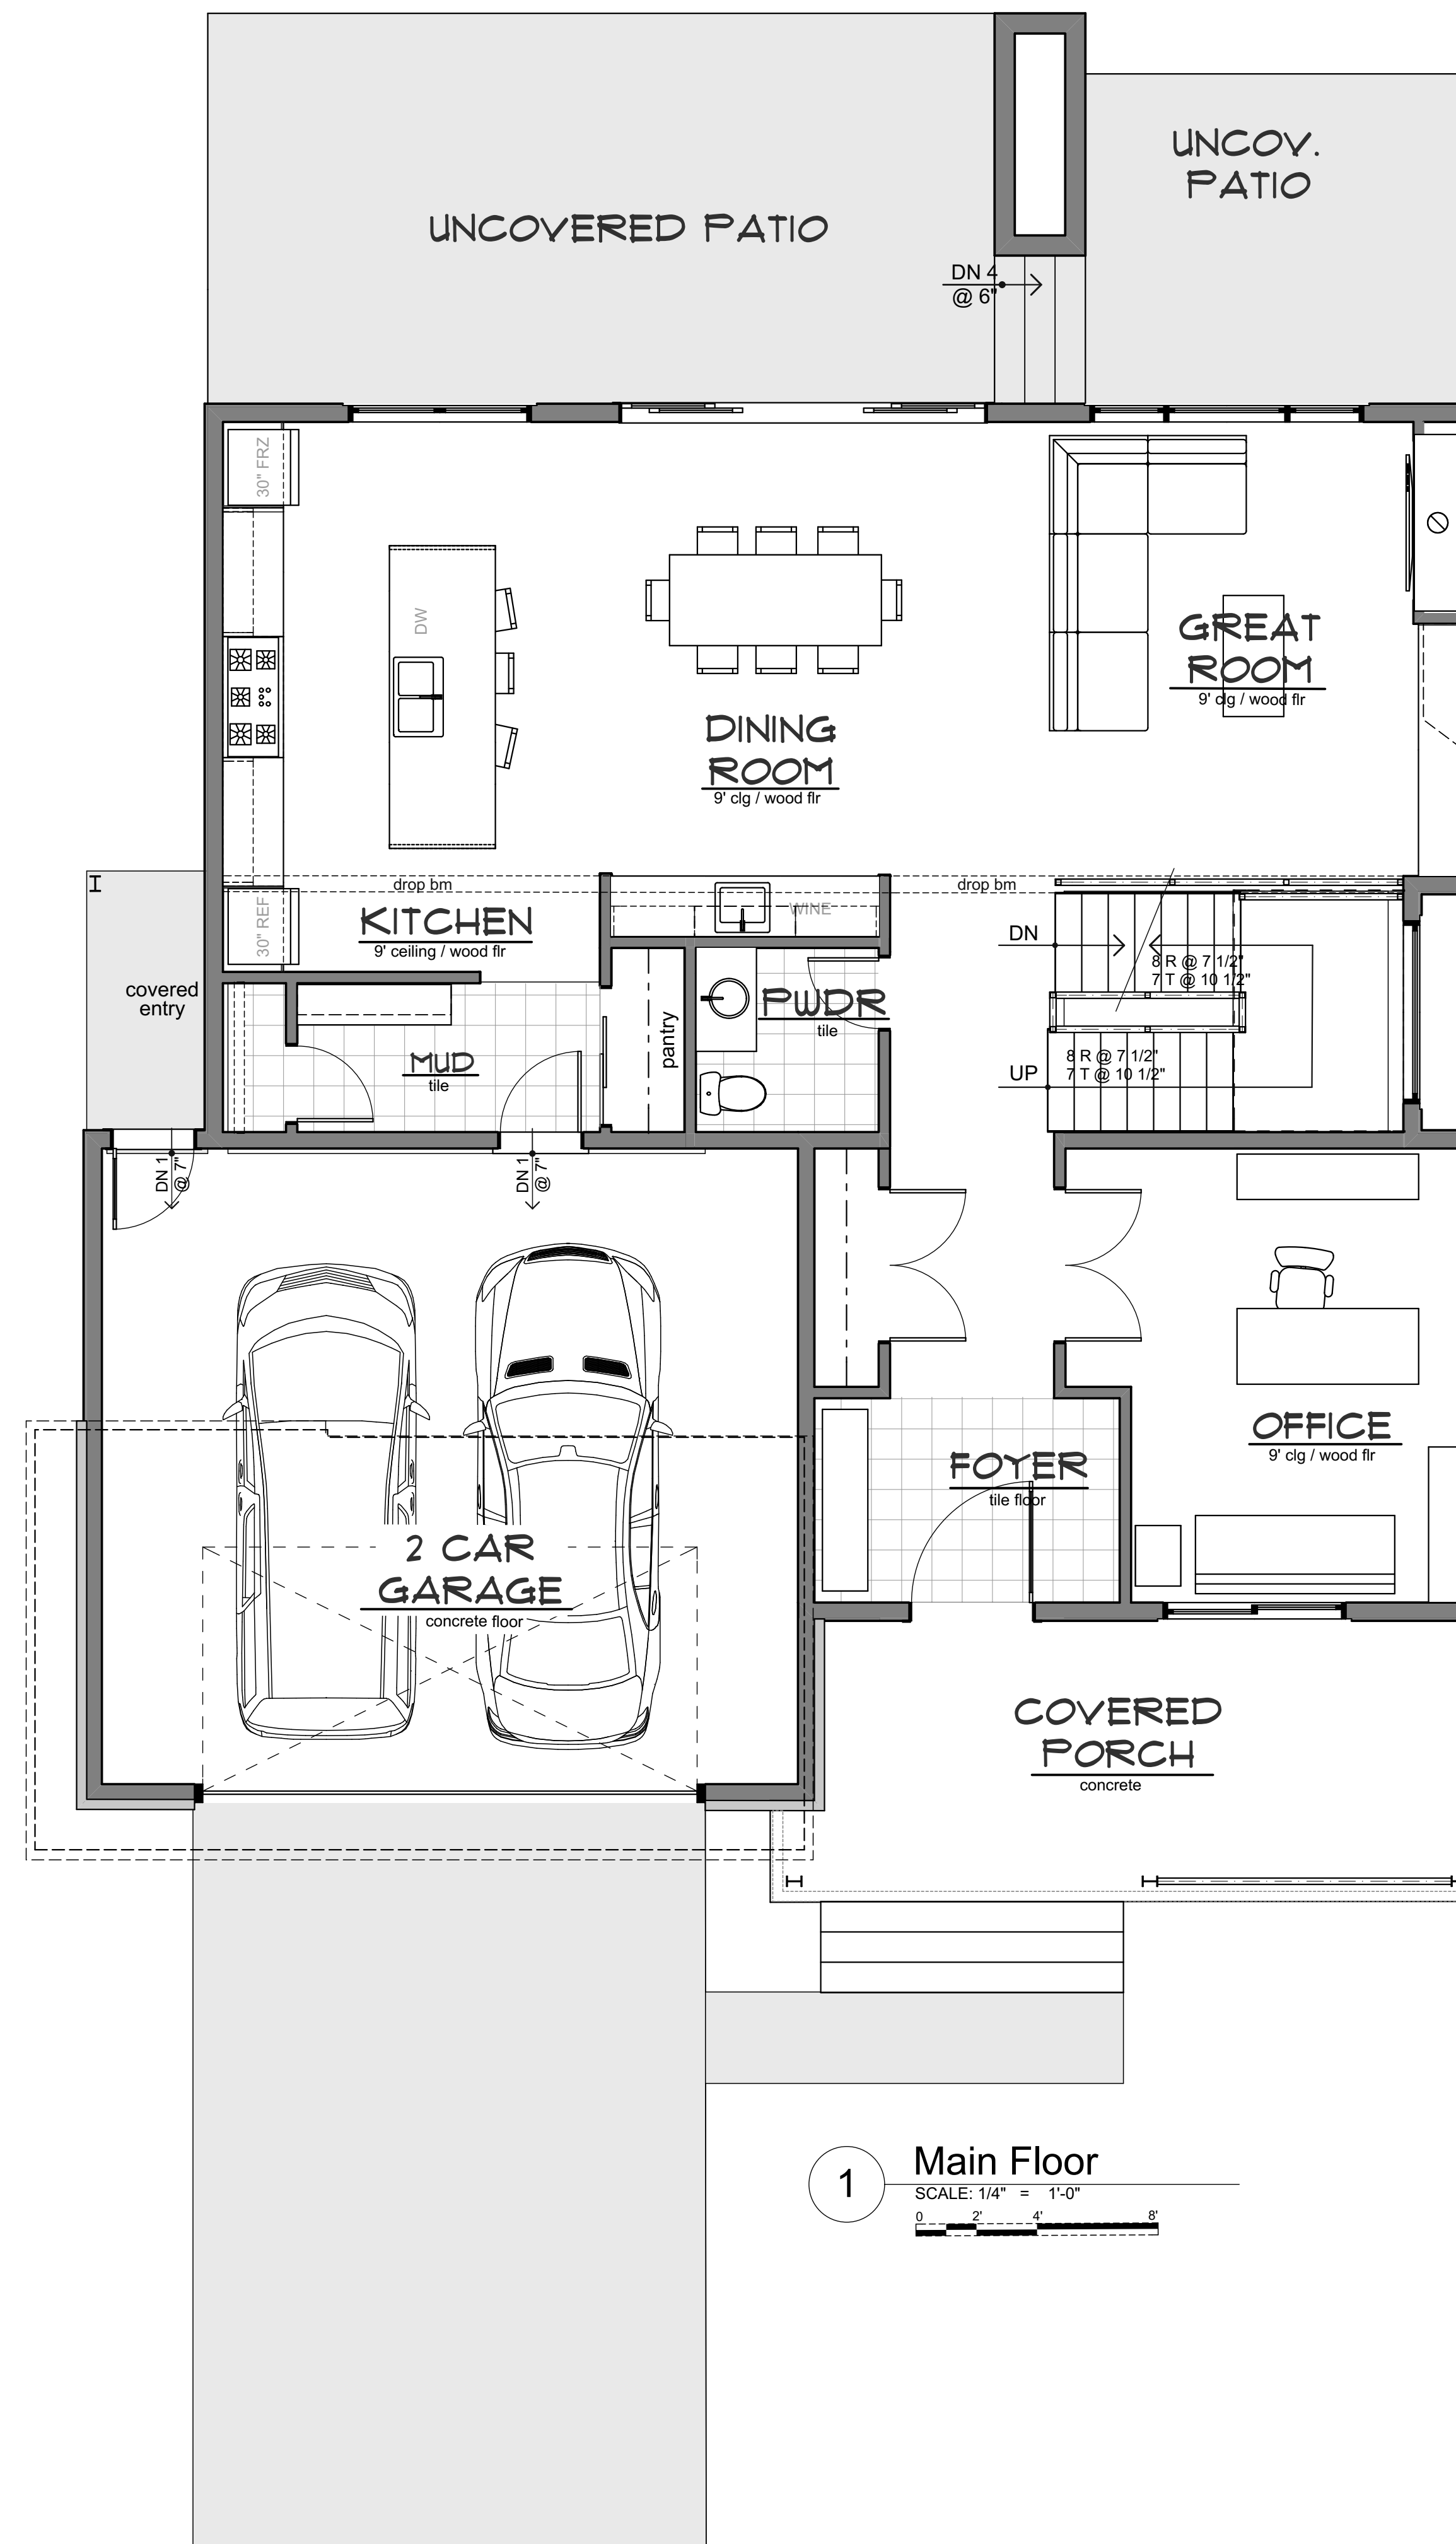 UNCOV.
PATIO
UNCOVERED PATIO
DN 4
@ 6"
30" FRZ
DW
GREAT
ROOM
9' clg / wood flr
DINING
ROOM
9' clg / wood flr
drop bm
drop bm
30" REF
KITCHEN
9' ceiling / wood flr
WINE
DN
8 R @ 7 1/2"
7 T @ 10 1/2"
covered
entry
PWDR
tile
pantry
MUD
tile
UP
8 R @ 7 1/2"
7 T @ 10 1/2"
DN 1
@ 7"
DN 1
@ 7"
OFFICE
9' clg / wood flr
FOYER
tile floor
2 CAR
GARAGE
concrete floor
COVERED
PORCH
concrete
1
Main Floor
SCALE: 1/4" = 1'-0"
0 2' 4' 8'